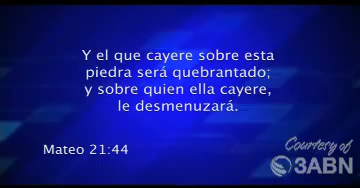 Y el que cayere sobre esta
piedra será quebrantado;
y sobre quien ella cayere,
le desmenuzará.
Mateo 21:44
Courtesy of
3ABN